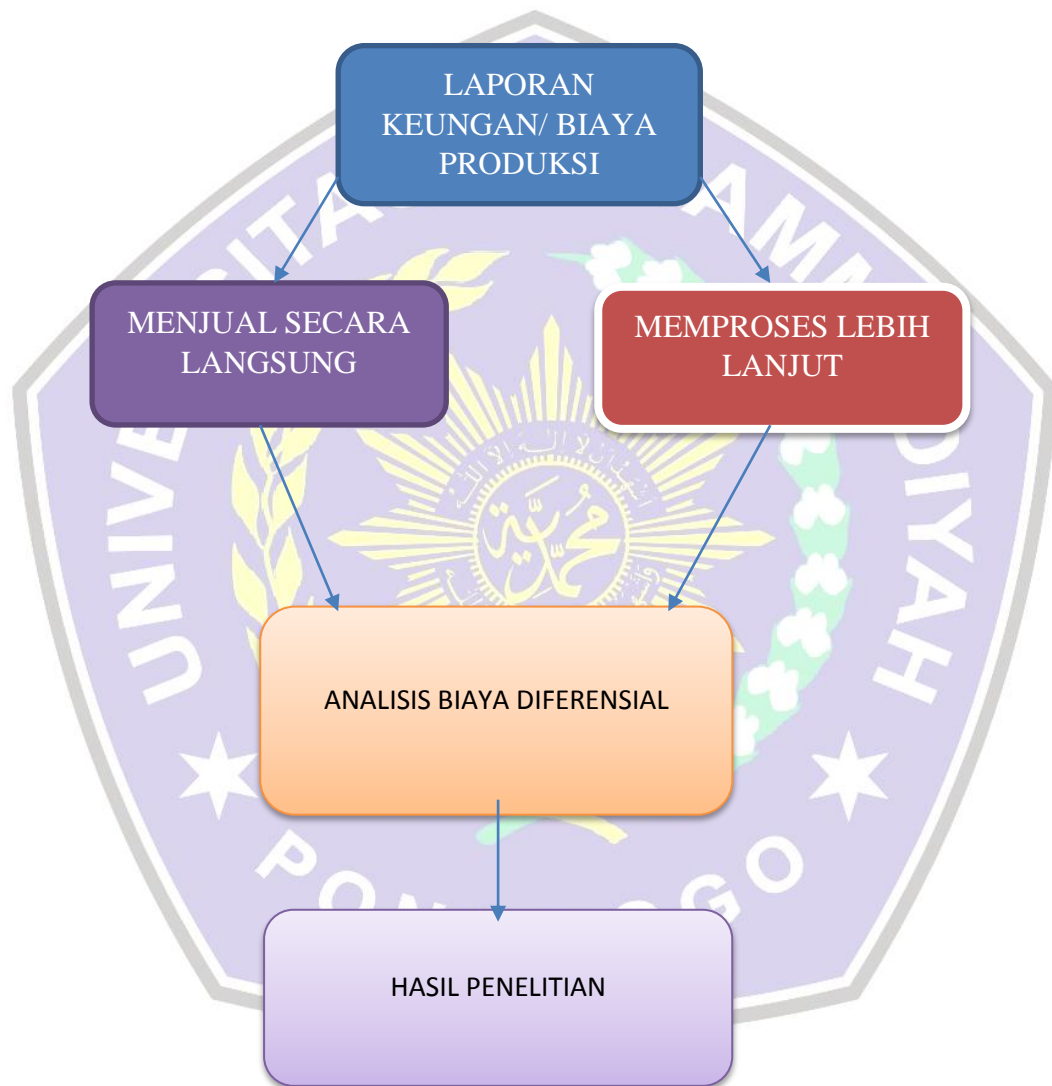 LAPORAN
KEUNGAN/ BIAYA
PRODUKSI
MENJUAL SECARA
LANGSUNG
MEMPROSES LEBIH
LANJUT
ANALISIS BIAYA DIFERENSIAL
HASIL PENELITIAN